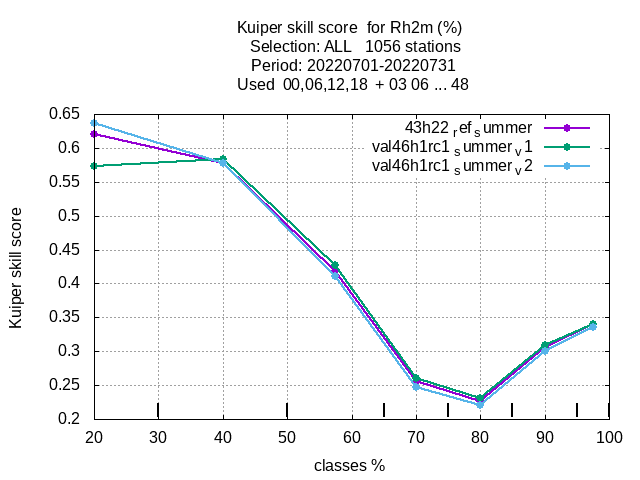 Kuiper skill score for Rh2m (%)
Selection: ALL 1056 stations
Period: 20220701-20220731
Used 00,06,12,18 + 03 06 ... 48
43h22 ref summer
val46h1rc1 summer v1
val46h1rc1 summer v2
0.65
0.6
0.55
0.5
0.45
0.4
0.35
0.3
0.25
0.2
Kuiper skill score
20 30 40 50 60 70 80 90 100
classes %